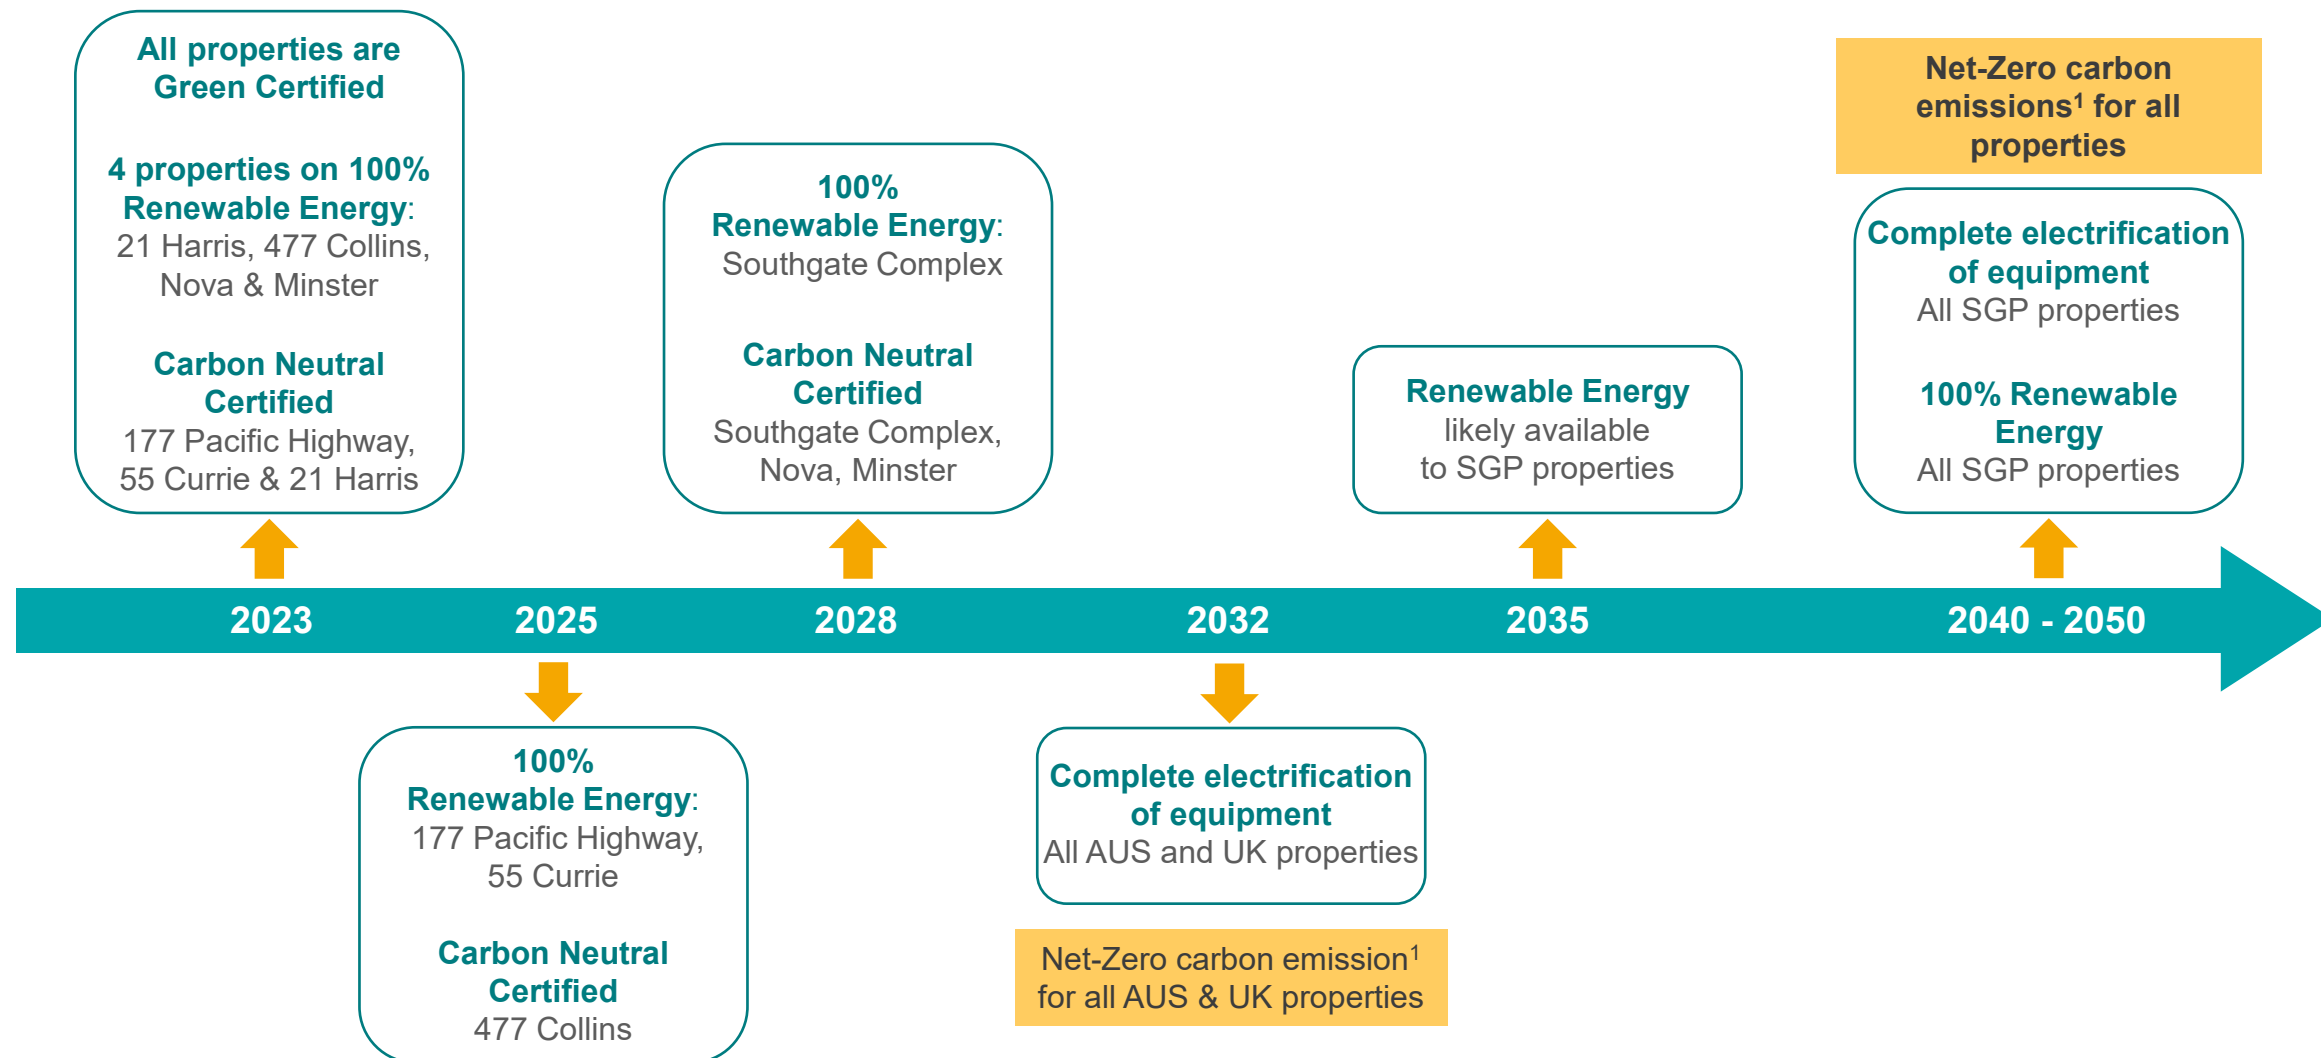 All properties are
Green Certified
4 properties on 100%
Renewable Energy:
21 Harris, 477 Collins,
Nova & Minster
Carbon Neutral
Certified
177 Pacific Highway,
55 Currie & 21 Harris
100%
Renewable Energy:
Southgate Complex
Carbon Neutral
Certified
Southgate Complex,
Nova, Minster
Renewable Energy
likely available
to SGP properties
Net-Zero carbon
emissions¹ for all
properties
Complete electrification
of equipment
All SGP properties
100% Renewable
Energy
All SGP properties
2023
2025
2028
2032
2035
2040 - 2050
100%
Renewable Energy:
177 Pacific Highway,
55 Currie
Carbon Neutral
Certified
477 Collins
Complete electrification
of equipment
All AUS and UK properties
Net-Zero carbon emission¹
for all AUS & UK properties